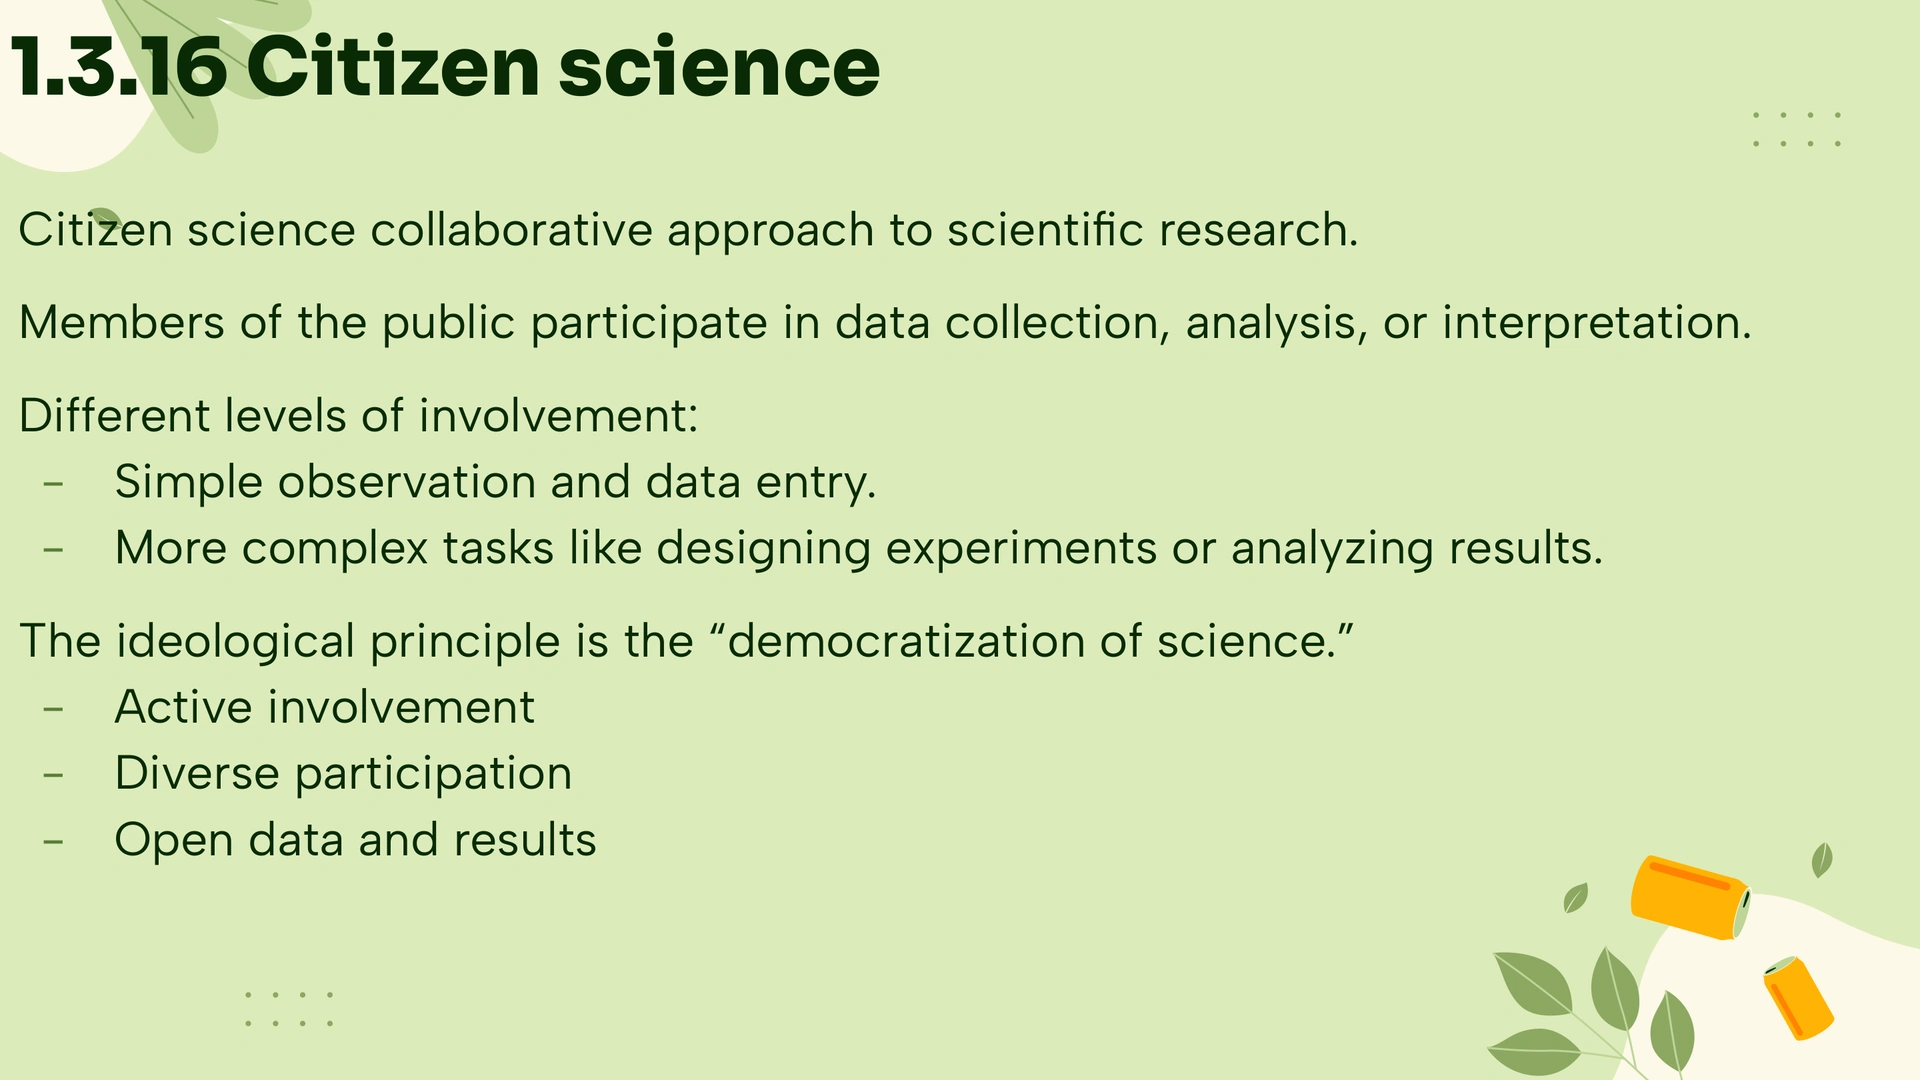 1.3.16 Citizen science
Citizen science collaborative approach to scientific research.
Members of the public participate in data collection, analysis, or interpretation.
Different levels of involvement:
- Simple observation and data entry.
- More complex tasks like designing experiments or analyzing results.
The ideological principle is the “democratization of science.”
- Active involvement
- Diverse participation
- Open data and results